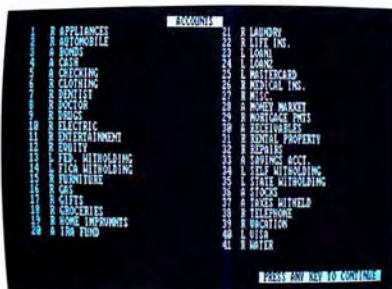 ACCOUNTS
1 R APPLIANCES
2 R AUTOMOBILE
3 A BONDS
4 A CASH
5 A CHECKING
6 R CLOTHING
7 R DENTIST
8 R DOCTOR
9 R DRUGS
10 R ELECTRIC
11 R ENTERTAINMENT
12 R EQUITY
13 L FED. WITHOLDING
14 L FICA WITHOLDING
15 L FURNITURE
16 R GAS
17 R GIFTS
18 R GROCERIES
19 R HOME IMPRVMNTS
20 A IRA FUND
21 R LAUNDRY
22 R LIFE INS.
23 L LOAN1
24 L LOAN2
25 L MASTERCARD
26 R MEDICAL INS.
27 R MISC.
28 A MONEY MARKET
29 R MORTGAGE PMTS
30 A RECEIVABLES
31 R RENTAL PROPERTY
32 R REPAIRS
33 A SAVINGS ACCT.
34 L SELF WITHOLDING
35 L STATE WITHOLDING
36 A STOCKS
37 A TAXES WITHELD
38 R TELEPHONE
39 R VACATION
40 L VISA
41 R WATER
PRESS ANY KEY TO CONTINUE